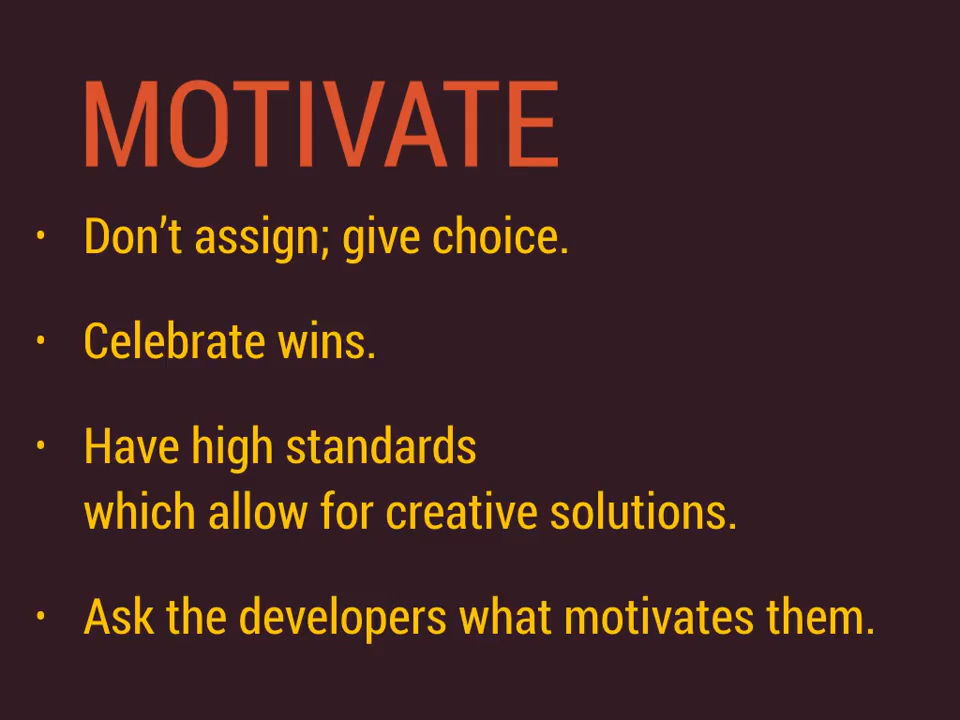 MOTIVATE
• Don’t assign; give choice.
• Celebrate wins.
• Have high standards
which allow for creative solutions.
• Ask the developers what motivates them.